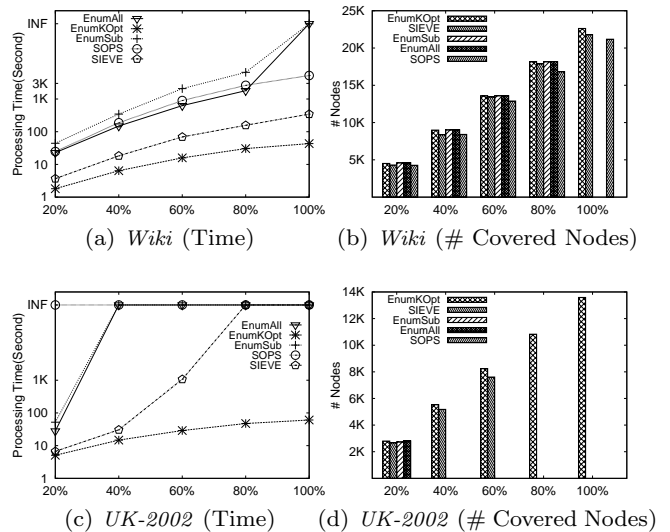 INF
3K
1K
100
10
1
Processing Time(Second)
EnumAll
EnumKOpt
EnumSub
SOPS
SIEVE
20% 40% 60% 80% 100%
(a) Wiki (Time)
25K
20K
15K
10K
5K
# Nodes
EnumKOpt
SIEVE
EnumSub
EnumAll
SOPS
20% 40% 60% 80% 100%
(b) Wiki (# Covered Nodes)
INF
1K
100
10
1
Processing Time(Second)
EnumAll
EnumKOpt
EnumSub
SOPS
SIEVE
20% 40% 60% 80% 100%
(c) UK-2002 (Time)
14K
12K
10K
8K
6K
4K
2K
# Nodes
EnumKOpt
SIEVE
EnumSub
EnumAll
SOPS
20% 40% 60% 80% 100%
(d) UK-2002 (# Covered Nodes)